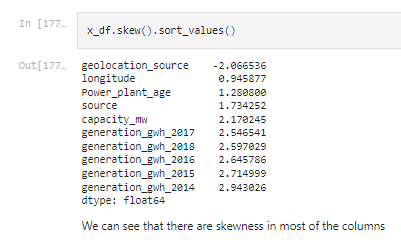 In [177...
x_df.skew().sort_values()
Out[177...
geolocation_source -2.066536
longitude 0.945877
Power_plant_age 1.280800
source 1.734252
capacity_mw 2.170245
generation_gwh_2017 2.546541
generation_gwh_2018 2.597029
generation_gwh_2016 2.645786
generation_gwh_2015 2.714999
generation_gwh_2014 2.943026
dtype: float64
We can see that there are skewness in most of the columns